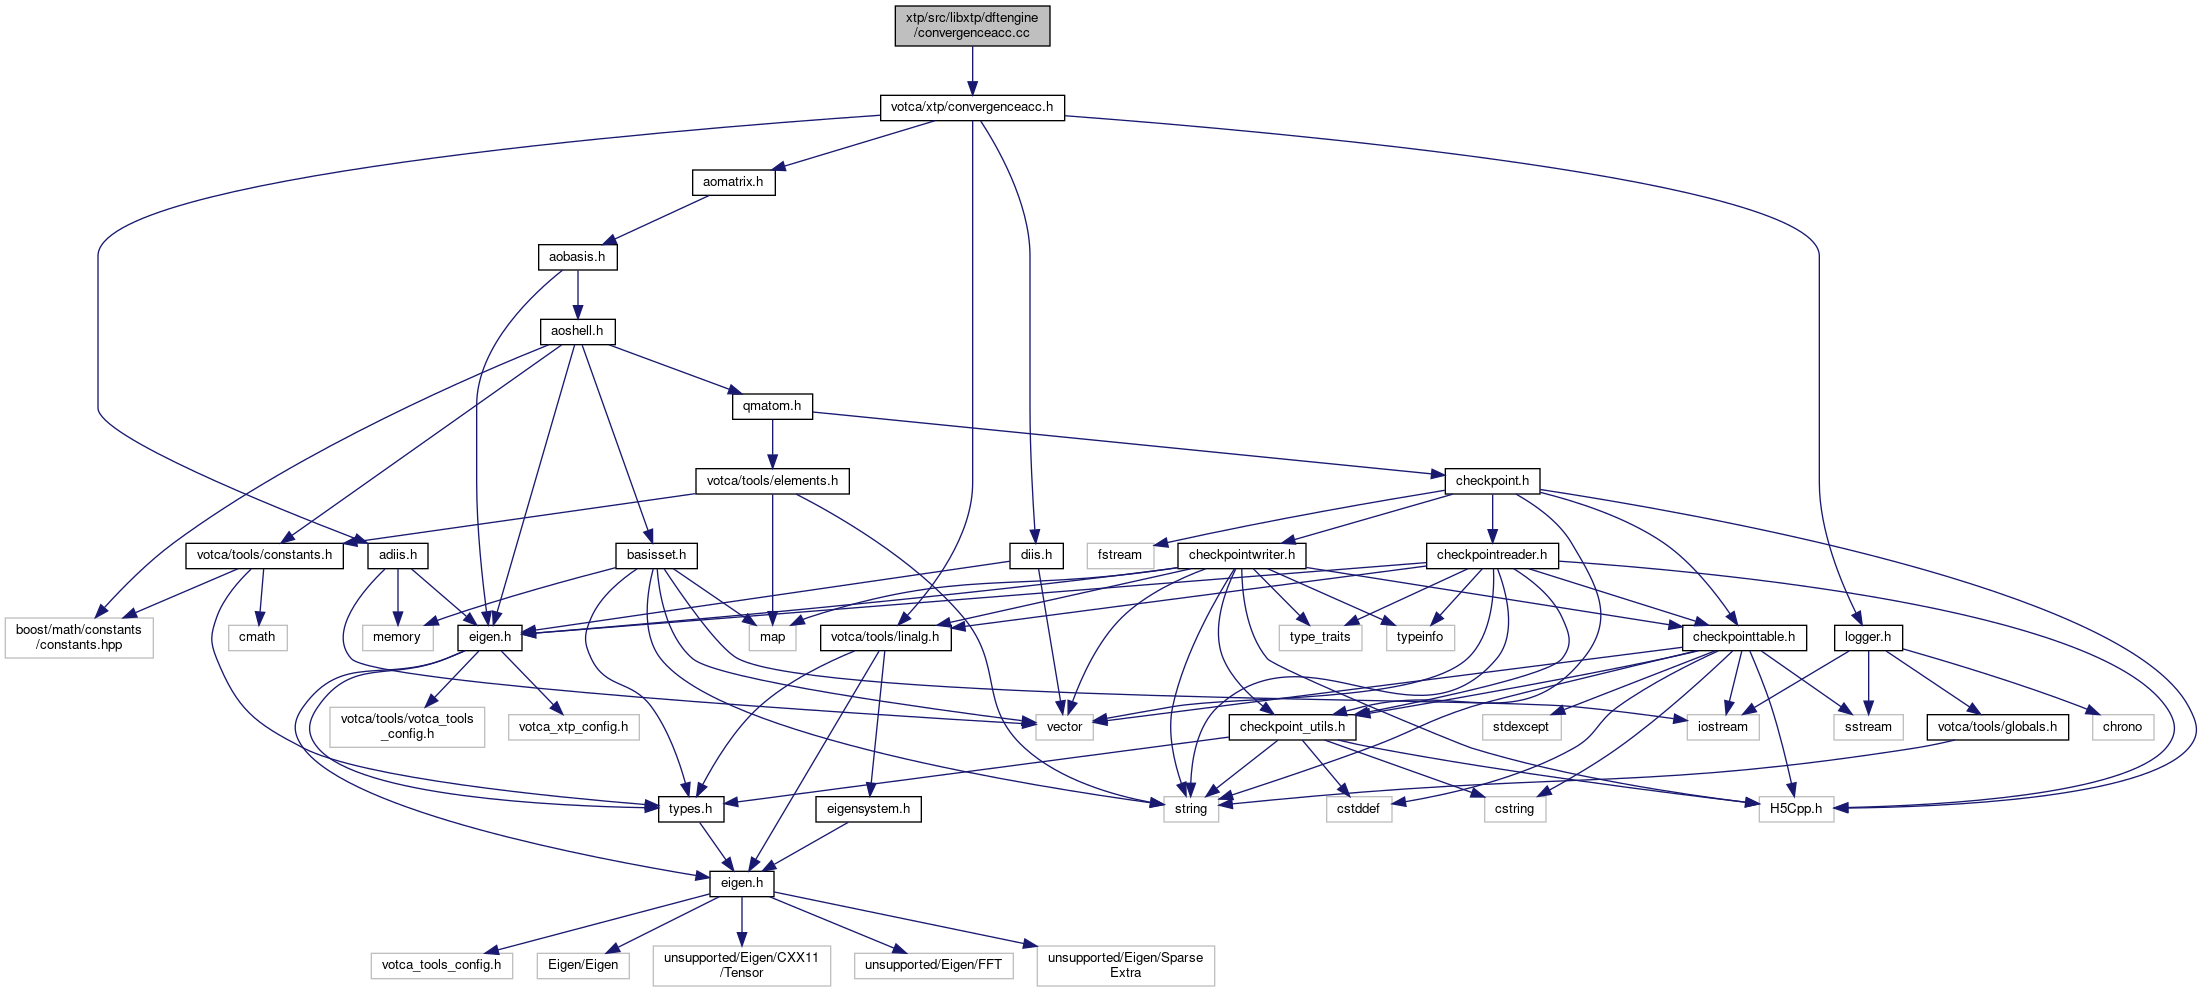 xtp/src/libxtp/dftengine
/convergenceacc.cc
votca/xtp/convergenceacc.h
aomatrix.h
aobasis.h
aoshell.h
qmatom.h
votca/tools/elements.h
checkpoint.h
votca/tools/constants.h
adiis.h
basisset.h
diis.h
fstream
checkpointwriter.h
checkpointreader.h
boost/math/constants
/constants.hpp
cmath
memory
eigen.h
map
votca/tools/linalg.h
type_traits
typeinfo
checkpointtable.h
logger.h
votca/tools/votca_tools
_config.h
votca_xtp_config.h
vector
checkpoint_utils.h
stdexcept
iostream
sstream
votca/tools/globals.h
chrono
types.h
eigensystem.h
string
cstddef
cstring
H5Cpp.h
eigen.h
votca_tools_config.h
Eigen/Eigen
unsupported/Eigen/CXX11
/Tensor
unsupported/Eigen/FFT
unsupported/Eigen/Sparse
Extra